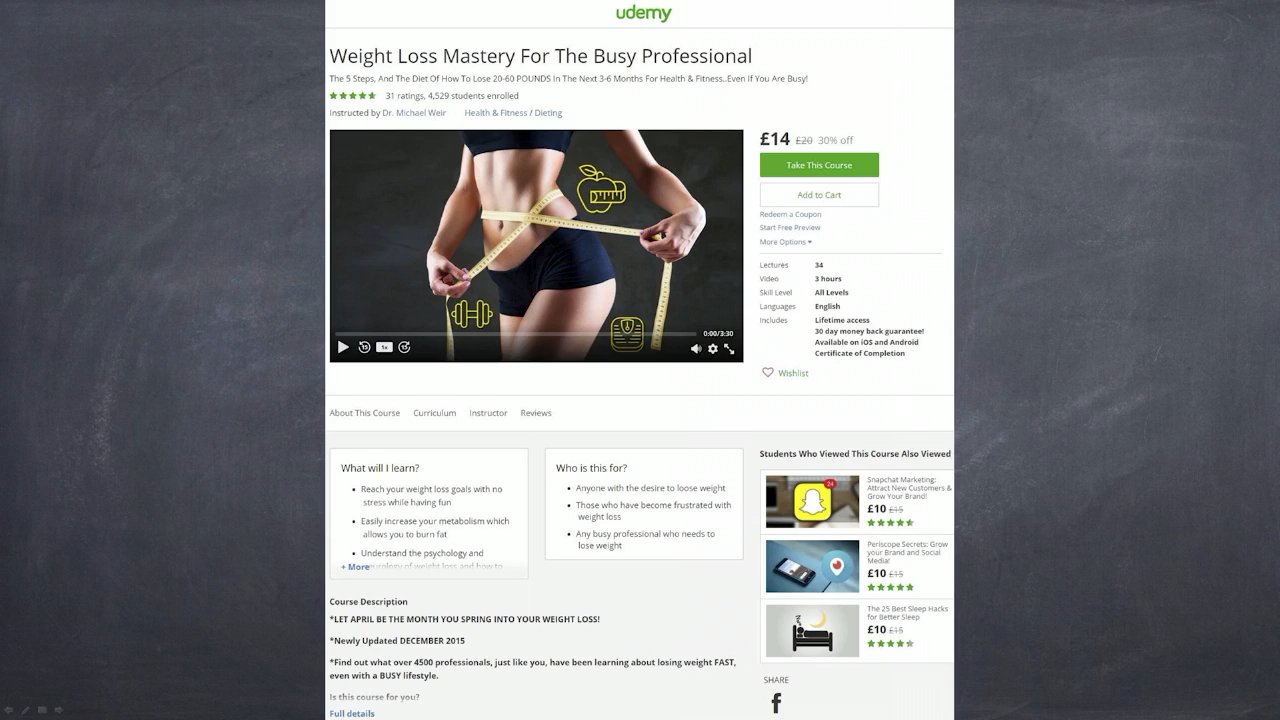 udemy
Weight Loss Mastery For The Busy Professional
The 5 Steps, And The Diet Of How To Lose 20-60 POUNDS In The Next 3-6 Months For Health & Fitness..Even If You Are Busy!
31 ratings, 4,529 students enrolled
Instructed by Dr. Michael Weir Health & Fitness / Dieting
£14 £20 30% off
Take This Course
Add to Cart
Redeem a Coupon
Start Free Preview
More Options
Lectures 34
Video 3 hours
Skill Level All Levels
Languages English
Includes Lifetime access
30 day money back guarantee!
Available on iOS and Android
Certificate of Completion
Wishlist
0:00/3:30
15 1x 15
About This Course Curriculum Instructor Reviews
What will I learn?
Reach your weight loss goals with no
stress while having fun
Easily increase your metabolism which
allows you to burn fat
Understand the psychology and
neurology of weight loss and how to
+ More
Who is this for?
Anyone with the desire to loose weight
Those who have become frustrated with
weight loss
Any busy professional who needs to
lose weight
Students Who Viewed This Course Also Viewed
24
Snapchat Marketing:
Attract New Customers &
Grow Your Brand!
£10 £15
Periscope Secrets: Grow
your Brand and Social
Media!
£10 £15
The 25 Best Sleep Hacks
for Better Sleep
£10 £15
SHARE
f
Course Description
*LET APRIL BE THE MONTH YOU SPRING INTO YOUR WEIGHT LOSS!
*Newly Updated DECEMBER 2015
*Find out what over 4500 professionals, just like you, have been learning about losing weight FAST,
even with a BUSY lifestyle.
Is this course for you?
Full details